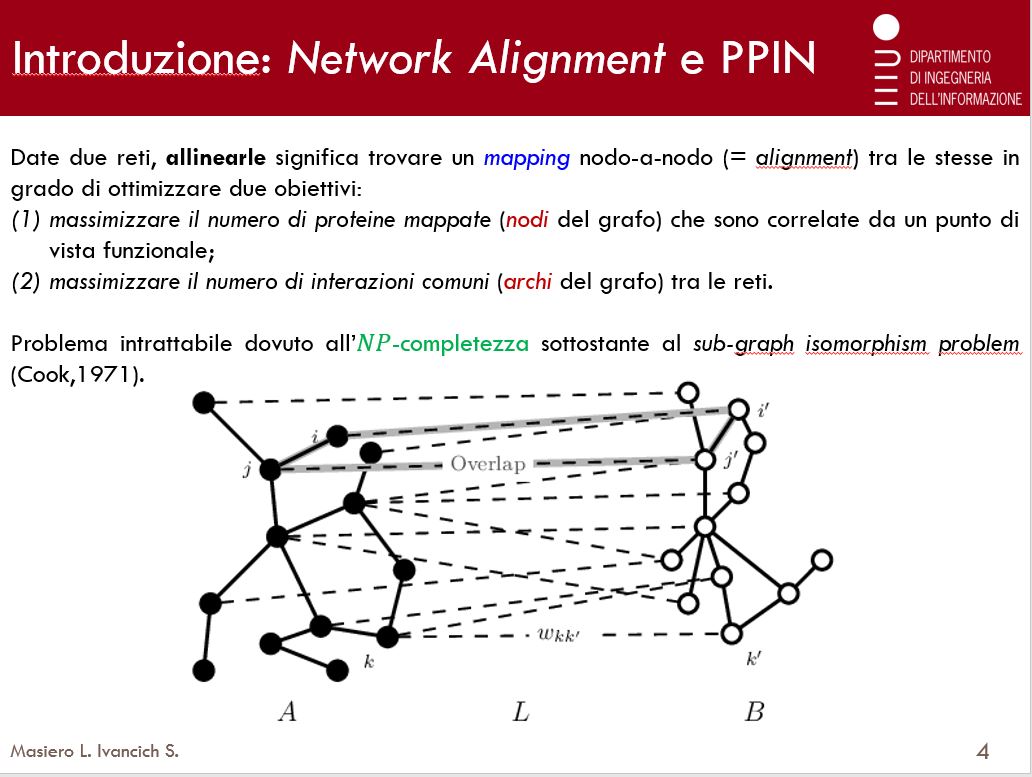 Introduzione: Network Alignment e PPIN
DIPARTIMENTO
DI INGEGNERIA
DELL'INFORMAZIONE
Date due reti, allinearle significa trovare un mapping nodo-a-nodo (= alignment) tra le stesse in
grado di ottimizzare due obiettivi:
(1) massimizzare il numero di proteine mappate (nodi del grafo) che sono correlate da un punto di
vista funzionale;
(2) massimizzare il numero di interazioni comuni (archi del grafo) tra le reti.
Problema intrattabile dovuto all'NP-completezza sottostante al sub-graph isomorphism problem
(Cook,1971).
i
i'
j
Overlap
j'
wkk'
k
k'
A
L
B
Masiero L. Ivancich S.
4